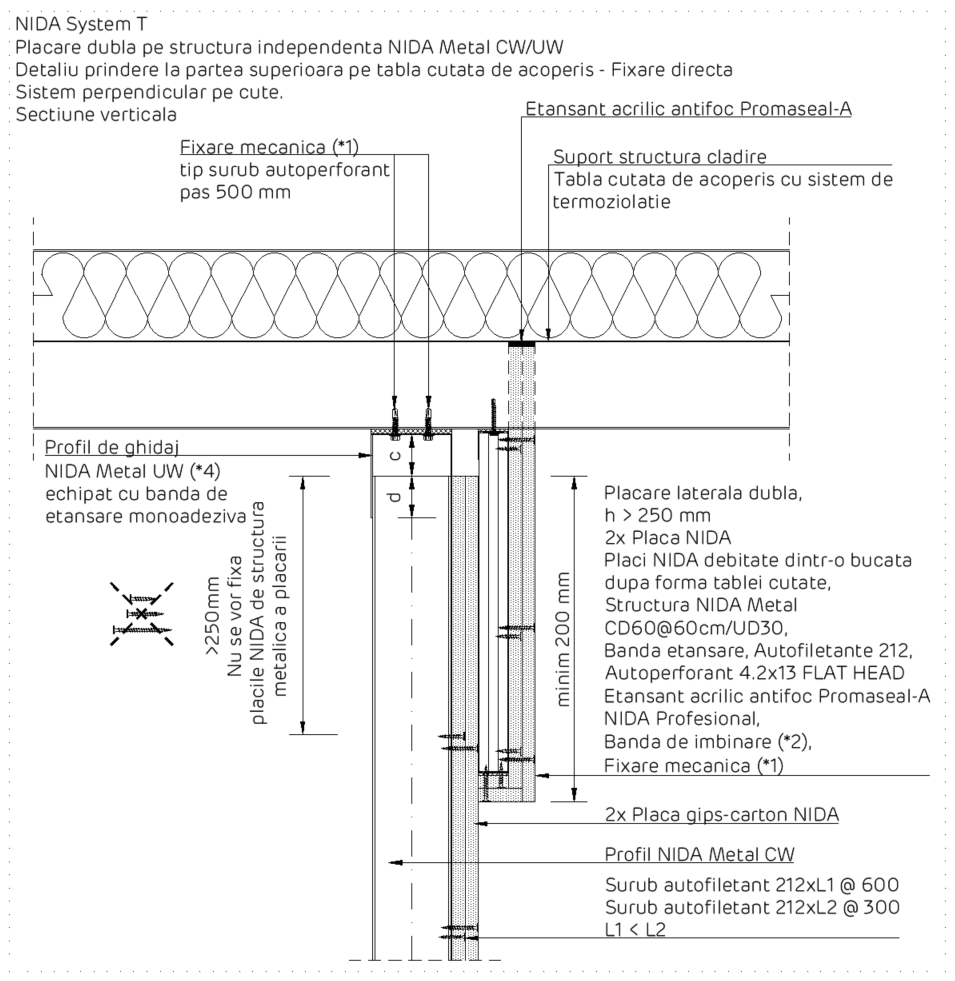 NIDA System T
Placare dubla pe structura independenta NIDA Metal CW/UW
Detaliu prindere la partea superioara pe tabla cutata de acoperis - Fixare directa
Sistem perpendicular pe cute.
Sectiune verticala
Etansant acrilic antifoc Promaseal-A
Fixare mecanica (*1)
tip surub autoperforant
pas 500 mm
Suport structura cladire
Tabla cutata de acoperis cu sistem de
termoziolatie
Profil de ghidaj
NIDA Metal UW (*4)
echipat cu banda de
etansare monoadeziva
c
d
>250mm
Nu se vor fixa
placile NIDA de structura
metalica a placarii
minim 200 mm
Placare laterala dubla,
h > 250 mm
2x Placa NIDA
Placi NIDA debitate dintr-o bucata
dupa forma tablei cutate,
Structura NIDA Metal
CD60@60cm/UD30,
Banda etansare, Autofiletante 212,
Autoperforant 4.2x13 FLAT HEAD
Etansant acrilic antifoc Promaseal-A
NIDA Profesional,
Banda de imbinare (*2),
Fixare mecanica (*1)
2x Placa gips-carton NIDA
Profil NIDA Metal CW
Surub autofiletant 212xL1 @ 600
Surub autofiletant 212xL2 @ 300
L1 < L2